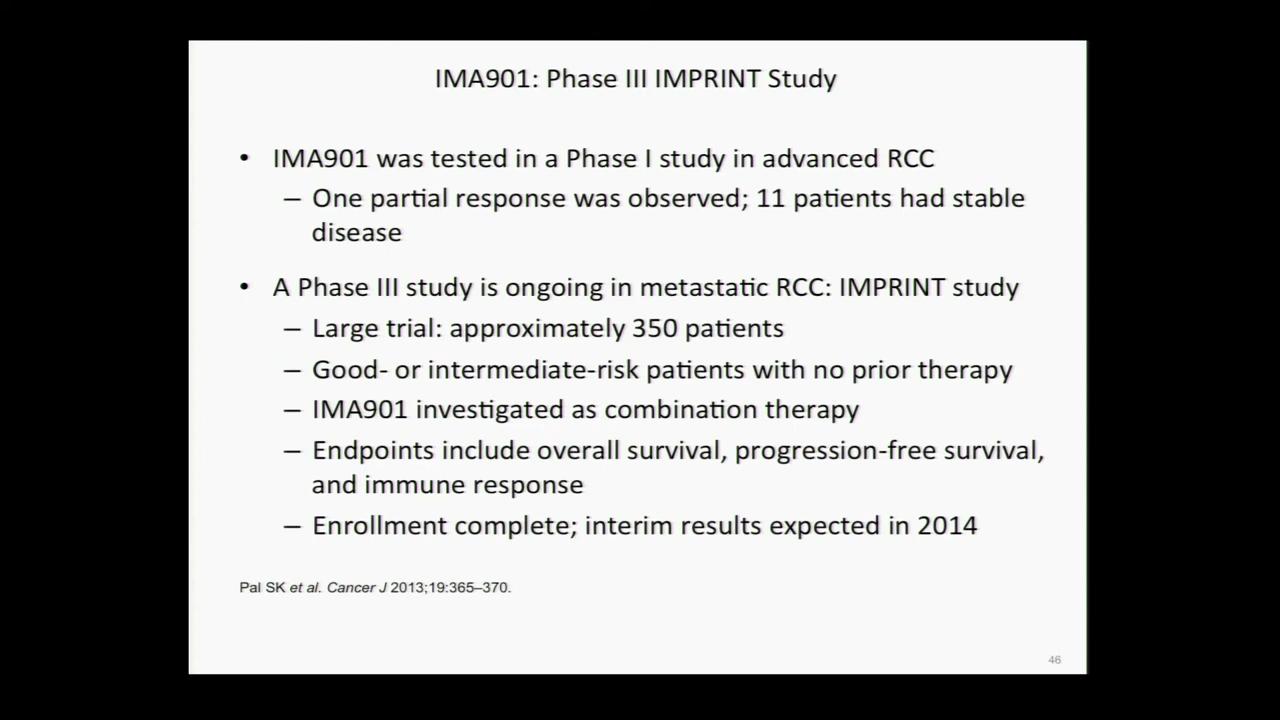 IMA901: Phase III IMPRINT Study
• IMA901 was tested in a Phase I study in advanced RCC
– One partial response was observed; 11 patients had stable
disease
• A Phase III study is ongoing in metastatic RCC: IMPRINT study
– Large trial: approximately 350 patients
– Good- or intermediate-risk patients with no prior therapy
– IMA901 investigated as combination therapy
– Endpoints include overall survival, progression-free survival,
and immune response
– Enrollment complete; interim results expected in 2014
Pal SK et al. Cancer J 2013;19:365–370.
46